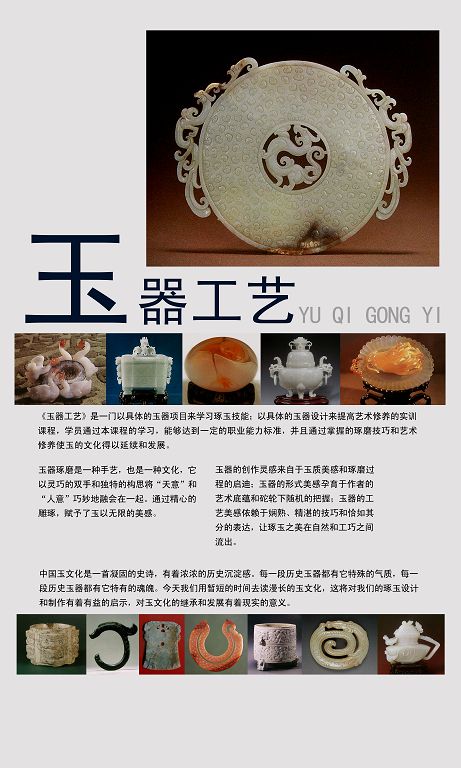 玉器工艺 YU QI GONG YI
《玉器工艺》是一门以具体的玉器项目来学习琢玉技能；以具体的玉器设计来提高艺术修养的实训
课程，学员通过本课程的学习，能够达到一定的职业能力标准，并且通过掌握的琢磨技巧和艺术
修养使玉的文化得以延续和发展。
玉器琢磨是一种手艺，也是一种文化，它
以灵巧的双手和独特的构思将“天意”和
“人意”巧妙地融会在一起，通过精心的
雕琢，赋予了玉以无限的美感。
玉器的创作灵感来自于玉质美感和琢磨过
程的启迪；玉器的形式美感孕育于作者的
艺术底蕴和砣轮下随机的把握；玉器的工
艺美感依赖于娴熟、精湛的技巧和恰如其
分的表达，让琢玉之美在自然和工巧之间
流出。
中国玉文化是一首凝固的史诗，有着浓浓的历史沉淀感，每一段历史玉器都有它特殊的气质，每一
段历史玉器都有它特有的魂魄。今天我们用暂短的时间去读漫长的玉文化，这将对我们的琢玉设计
和制作有着有益的启示，对玉文化的继承和发展有着现实的意义。